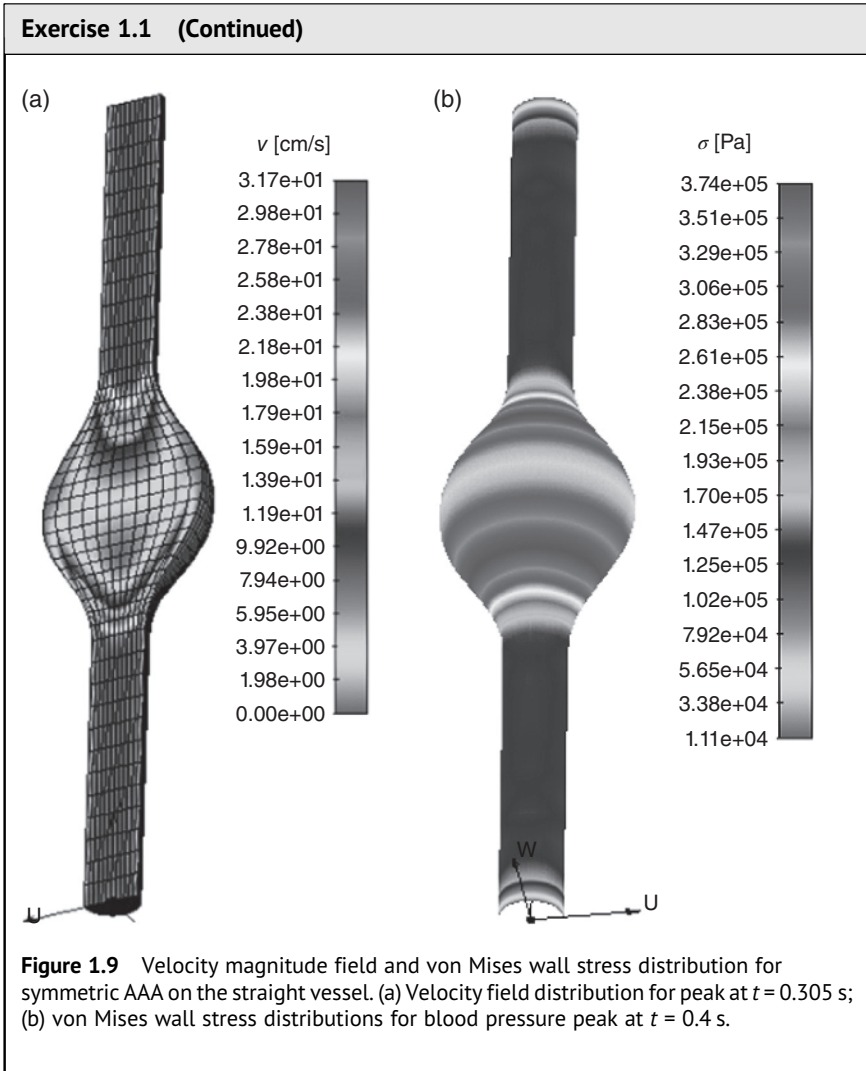 Exercise 1.1 (Continued)
(a)
v [cm/s]
3.17e+01
2.98e+01
2.78e+01
2.58e+01
2.38e+01
2.18e+01
1.98e+01
1.79e+01
1.59e+01
1.39e+01
1.19e+01
9.92e+00
7.94e+00
5.95e+00
3.97e+00
1.98e+00
0.00e+00
U
(b)
σ [Pa]
3.74e+05
3.51e+05
3.29e+05
3.06e+05
2.83e+05
2.61e+05
2.38e+05
2.15e+05
1.93e+05
1.70e+05
1.47e+05
1.25e+05
1.02e+05
7.92e+04
5.65e+04
3.38e+04
1.11e+04
W
U
Figure 1.9 Velocity magnitude field and von Mises wall stress distribution for
symmetric AAA on the straight vessel. (a) Velocity field distribution for peak at t = 0.305 s;
(b) von Mises wall stress distributions for blood pressure peak at t = 0.4 s.